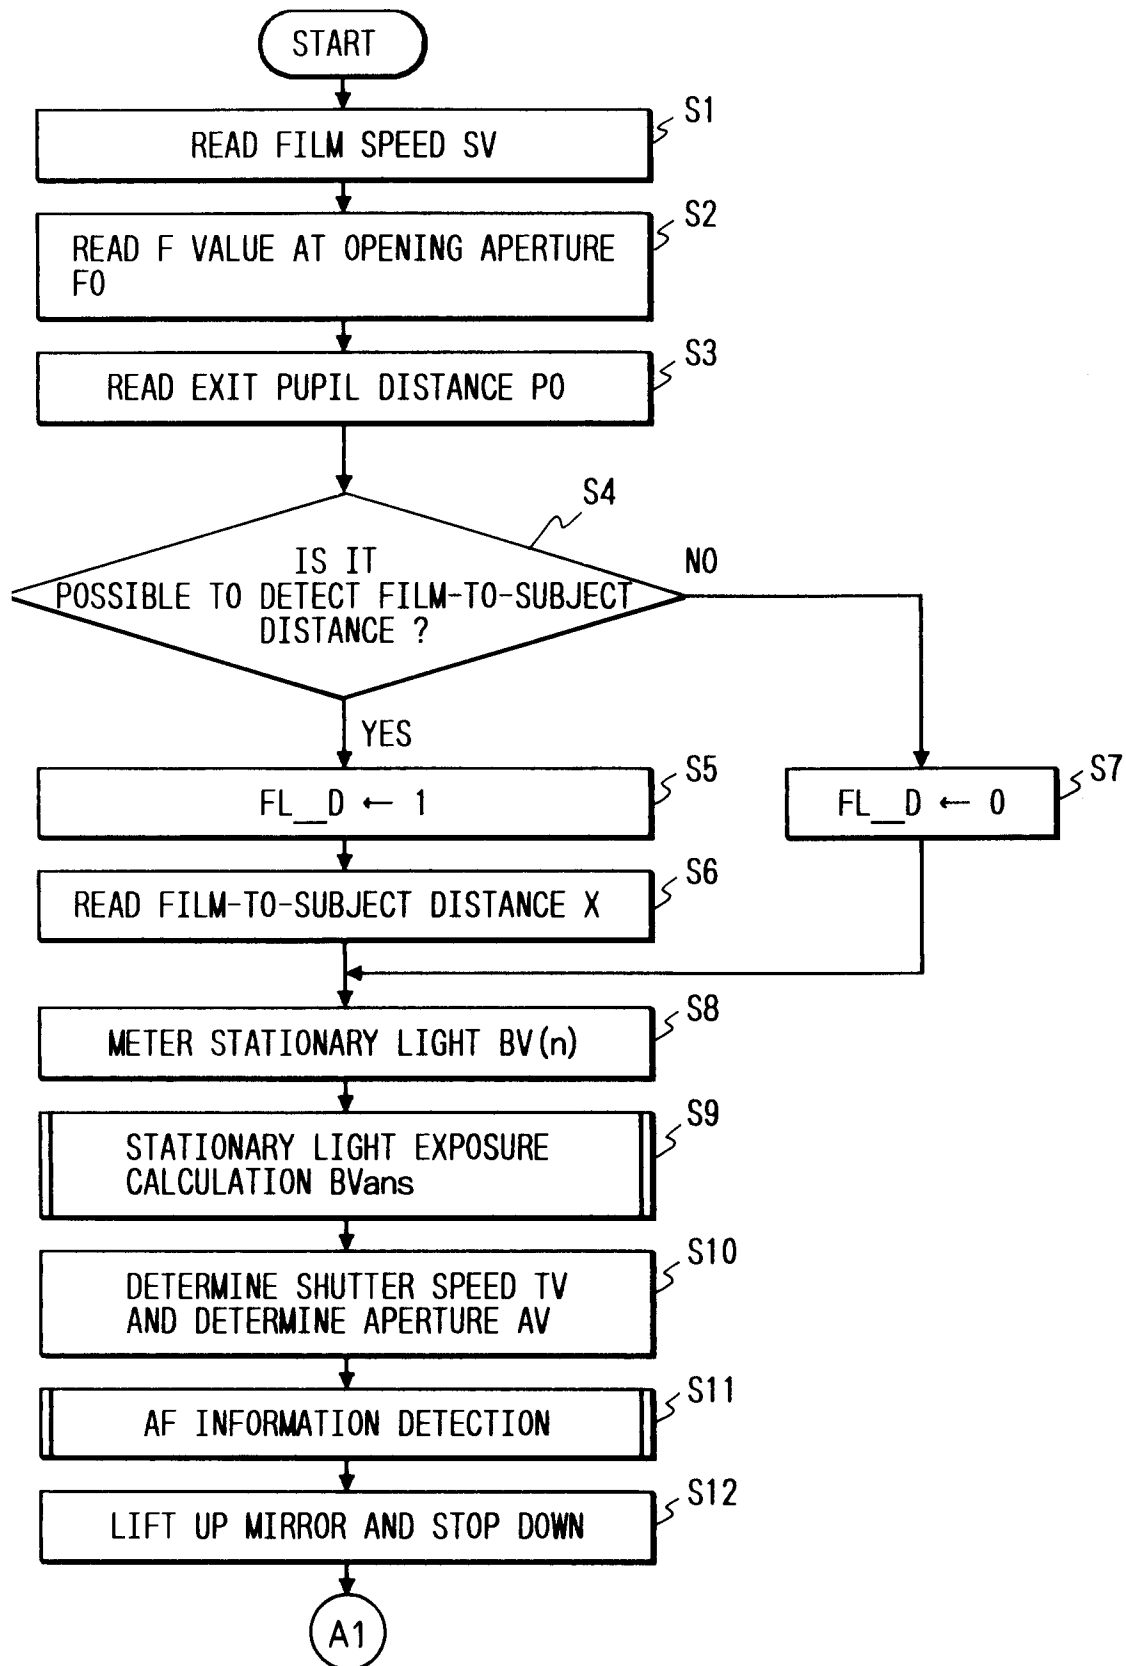 START
S1
READ FILM SPEED SV
S2
READ F VALUE AT OPENING APERTURE
F0
S3
READ EXIT PUPIL DISTANCE P0
S4
IS IT
POSSIBLE TO DETECT FILM-TO-SUBJECT
DISTANCE ?
NO
YES
S5
FL__D ← 1
S7
FL__D ← 0
S6
READ FILM-TO-SUBJECT DISTANCE X
S8
METER STATIONARY LIGHT BV(n)
S9
STATIONARY LIGHT EXPOSURE
CALCULATION BVans
S10
DETERMINE SHUTTER SPEED TV
AND DETERMINE APERTURE AV
S11
AF INFORMATION DETECTION
S12
LIFT UP MIRROR AND STOP DOWN
A1